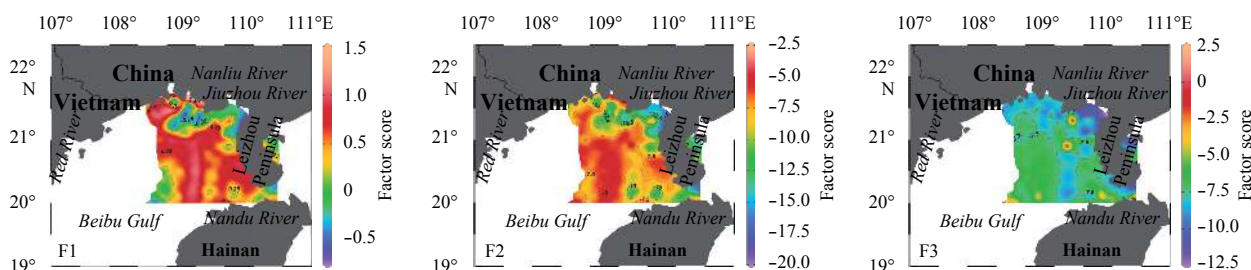 107° 108° 109° 110° 111°E
22°
N
21°
20°
19°
China
Vietnam
Nanliu River
Jiuzhou River
Red River
Leizhou
Peninsula
Beibu Gulf
Nandu River
Hainan
F1
1.5
1.0
0.5
0
−0.5
Factor score
107° 108° 109° 110° 111°E
22°
N
21°
20°
19°
China
Vietnam
Nanliu River
Jiuzhou River
Red River
Leizhou
Peninsula
Beibu Gulf
Nandu River
Hainan
F2
−2.5
−5.0
−7.5
−10.0
−12.5
−15.0
−17.5
−20.0
Factor score
107° 108° 109° 110° 111°E
22°
N
21°
20°
19°
China
Vietnam
Nanliu River
Jiuzhou River
Red River
Leizhou
Peninsula
Beibu Gulf
Nandu River
Hainan
F3
2.5
0
−2.5
−5.0
−7.5
−10.0
−12.5
Factor score